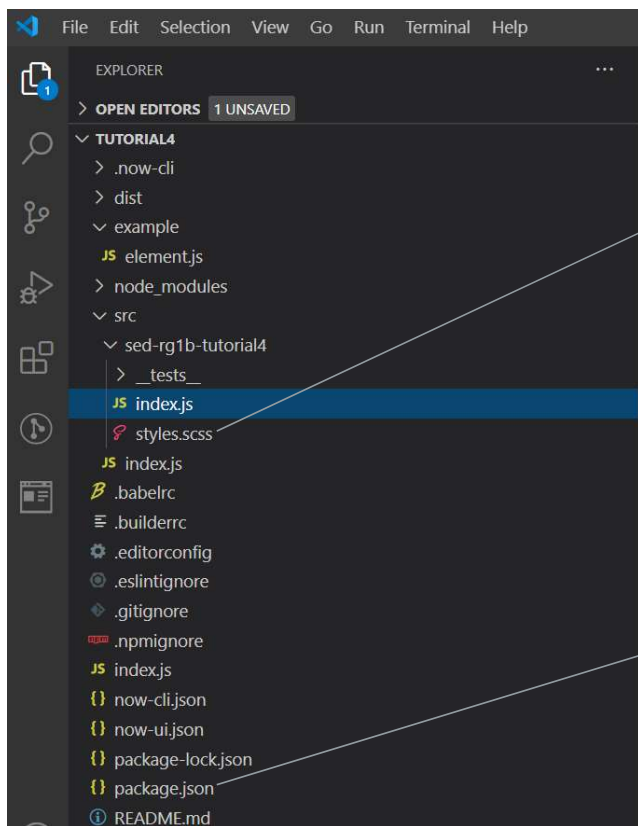 File Edit Selection View Go Run Terminal Help
EXPLORER ...
1
> OPEN EDITORS 1 UNSAVED
TUTORIAL4
> .now-cli
> dist
example
JS element.js
> node_modules
src
sed-rg1b-tutorial4
> __tests__
JS index.js
styles.scss
JS index.js
B .babelrc
.builderrc
.editorconfig
.eslintignore
.gitignore
npm .npmignore
JS index.js
{} now-cli.json
{} now-ui.json
{} package-lock.json
{} package.json
README.md